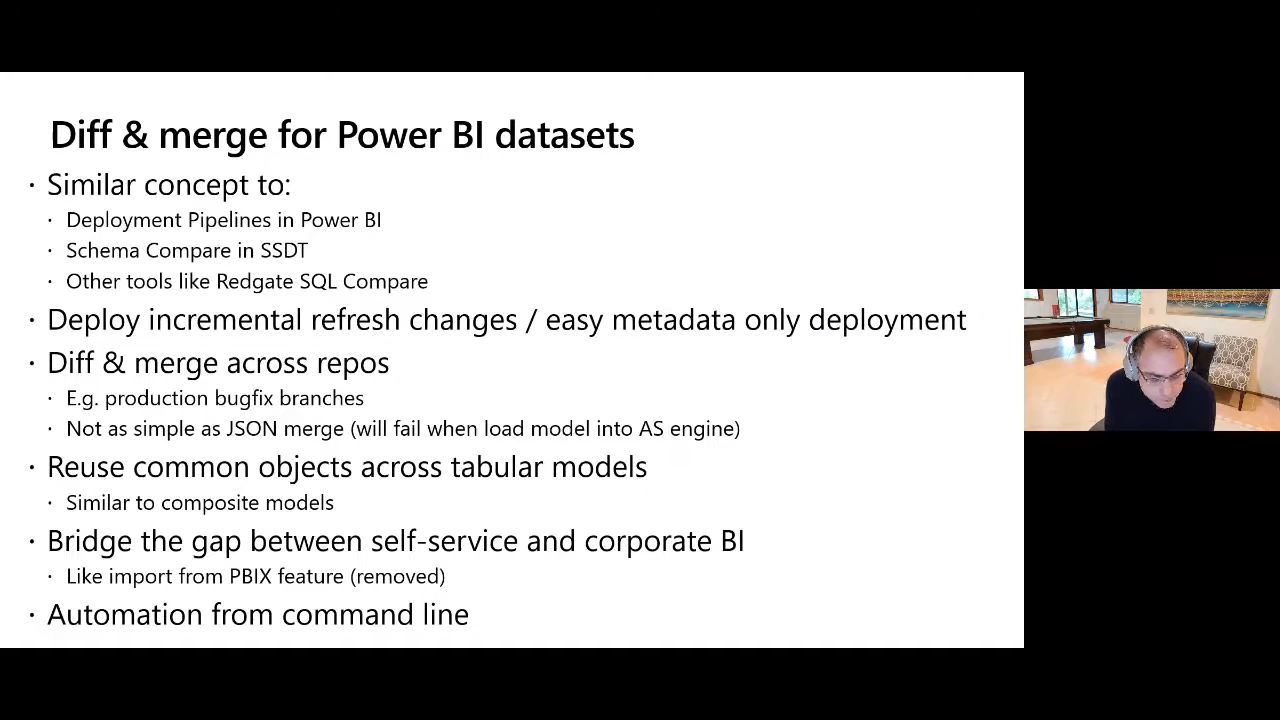 Diff & merge for Power BI datasets
· Similar concept to:
· Deployment Pipelines in Power BI
· Schema Compare in SSDT
· Other tools like Redgate SQL Compare
· Deploy incremental refresh changes / easy metadata only deployment
· Diff & merge across repos
· E.g. production bugfix branches
· Not as simple as JSON merge (will fail when load model into AS engine)
· Reuse common objects across tabular models
· Similar to composite models
· Bridge the gap between self-service and corporate BI
· Like import from PBIX feature (removed)
· Automation from command line